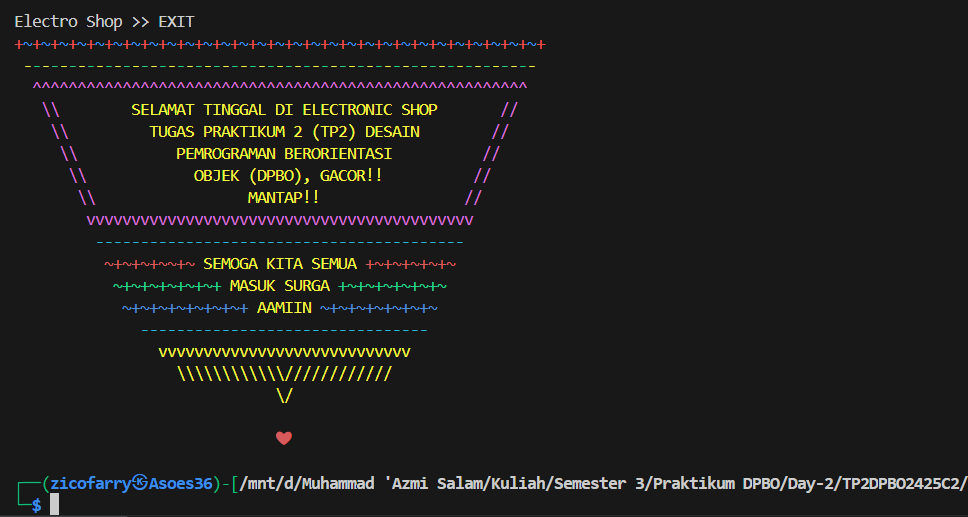 Electro Shop >> EXIT
+~+~+~+~+~+~+~+~+~+~+~+~+~+~+~+~+~+~+~+~+~+~+~+~+~+~+~+~+~+
---------------------------------------------------------
^^^^^^^^^^^^^^^^^^^^^^^^^^^^^^^^^^^^^^^^^^^^^^^^^^^^^^^
\\ SELAMAT TINGGAL DI ELECTRONIC SHOP //
\\ TUGAS PRAKTIKUM 2 (TP2) DESAIN //
\\ PEMROGRAMAN BERORIENTASI //
\\ OBJEK (DPBO), GACOR!! //
\\ MANTAP!! //
vvvvvvvvvvvvvvvvvvvvvvvvvvvvvvvvvvvvvvvvvvv
-----------------------------------------
~+~+~+~~+~ SEMOGA KITA SEMUA +~+~+~+~+~
~+~+~+~+~+~+ MASUK SURGA +~+~+~+~+~+~
~+~+~+~+~+~+~+ AAMIIN ~+~+~+~+~+~+~
--------------------------------
vvvvvvvvvvvvvvvvvvvvvvvvvvvv
\\\\\\\\\\\\////////////
\/
┌──(zicofarry㉿Asoes36)-[/mnt/d/Muhammad 'Azmi Salam/Kuliah/Semester 3/Praktikum DPBO/Day-2/TP2DPBO2425C2/
└─$